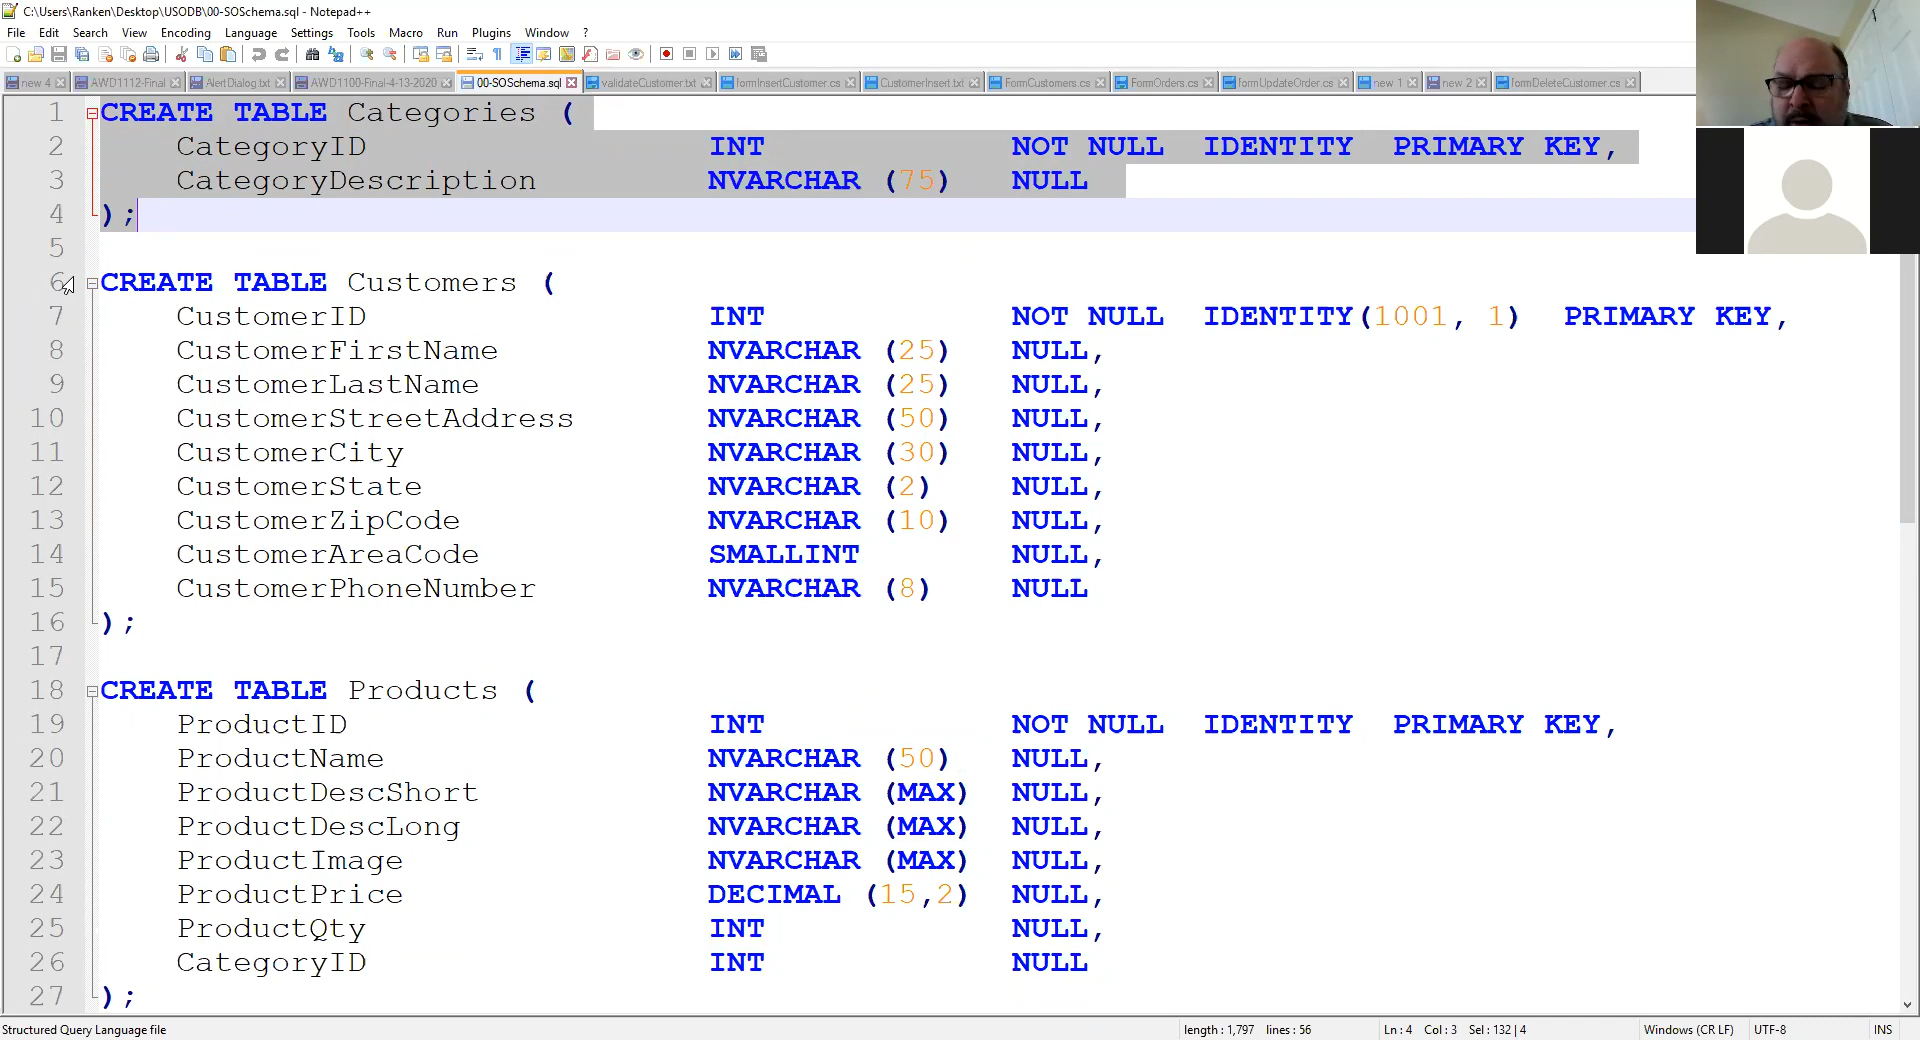 C:\Users\Ranken\Desktop\USODB\00-SOSchema.sql - Notepad++
File Edit Search View Encoding Language Settings Tools Macro Run Plugins Window ?
new 4 AWD1112-Final AlertDialog.txt AWD1100-Final-4-13-2020 00-SOSchema.sql validateCustomer.txt formInsertCustomer.cs CustomerInsert.txt FormCustomers.cs FormOrders.cs formUpdateOrder.cs new 1 new 2 formDeleteCustomer.cs
1 CREATE TABLE Categories (
2 CategoryID INT NOT NULL IDENTITY PRIMARY KEY,
3 CategoryDescription NVARCHAR (75) NULL
4 );
5
6 CREATE TABLE Customers (
7 CustomerID INT NOT NULL IDENTITY(1001, 1) PRIMARY KEY,
8 CustomerFirstName NVARCHAR (25) NULL,
9 CustomerLastName NVARCHAR (25) NULL,
10 CustomerStreetAddress NVARCHAR (50) NULL,
11 CustomerCity NVARCHAR (30) NULL,
12 CustomerState NVARCHAR (2) NULL,
13 CustomerZipCode NVARCHAR (10) NULL,
14 CustomerAreaCode SMALLINT NULL,
15 CustomerPhoneNumber NVARCHAR (8) NULL
16 );
17
18 CREATE TABLE Products (
19 ProductID INT NOT NULL IDENTITY PRIMARY KEY,
20 ProductName NVARCHAR (50) NULL,
21 ProductDescShort NVARCHAR (MAX) NULL,
22 ProductDescLong NVARCHAR (MAX) NULL,
23 ProductImage NVARCHAR (MAX) NULL,
24 ProductPrice DECIMAL (15,2) NULL,
25 ProductQty INT NULL,
26 CategoryID INT NULL
27 );
Structured Query Language file length : 1,797 lines : 56 Ln : 4 Col : 3 Sel : 132 | 4 Windows (CR LF) UTF-8 INS